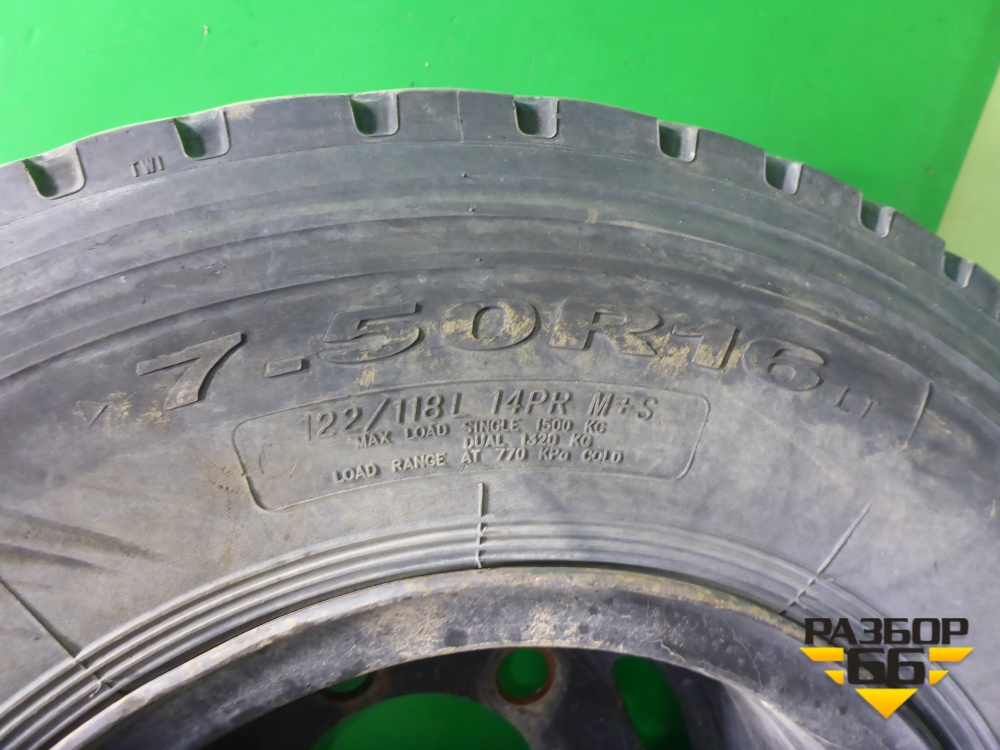 TWI
7-50R16 LT
122/118L 14PR M+S
MAX LOAD SINGLE 1500 KG
DUAL 1320 KG
LOAD RANGE AT 770 KPa COLD
РАЗБОР
66